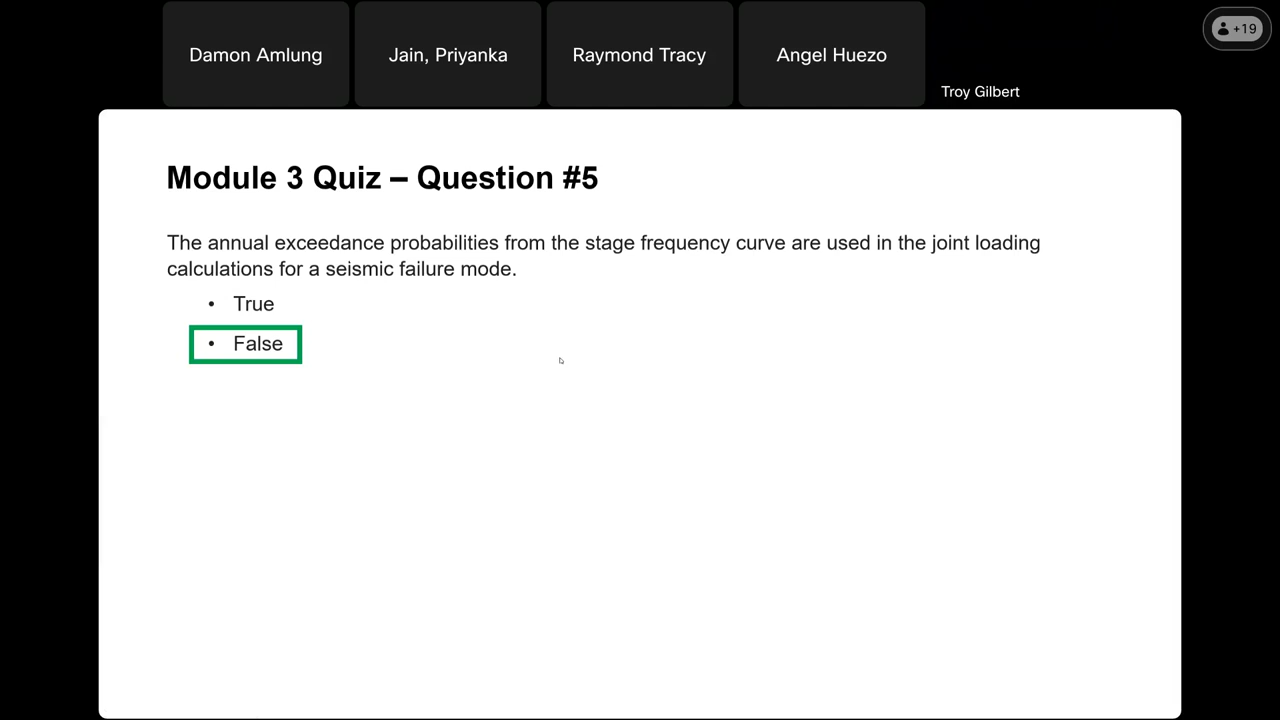 Damon Amlung
Jain, Priyanka
Raymond Tracy
Angel Huezo
Troy Gilbert
+19
Module 3 Quiz – Question #5
The annual exceedance probabilities from the stage frequency curve are used in the joint loading
calculations for a seismic failure mode.
• True
• False